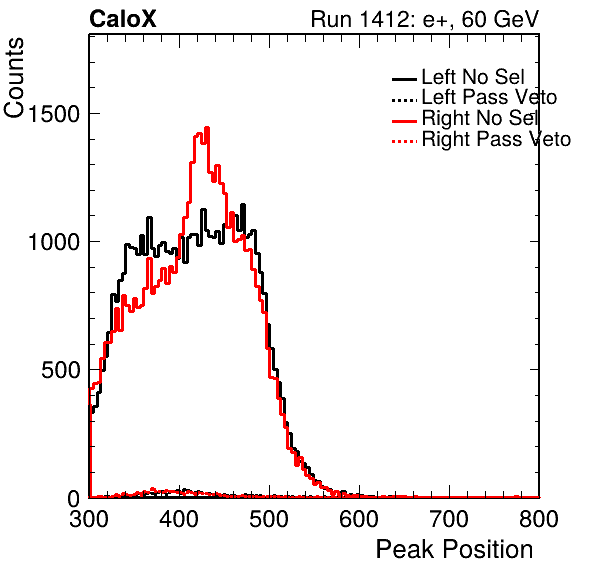 CaloX Run 1412: e+, 60 GeV
Counts
Left No Sel
Left Pass Veto
Right No Sel
Right Pass Veto
1500
1000
500
0
300 400 500 600 700 800
Peak Position